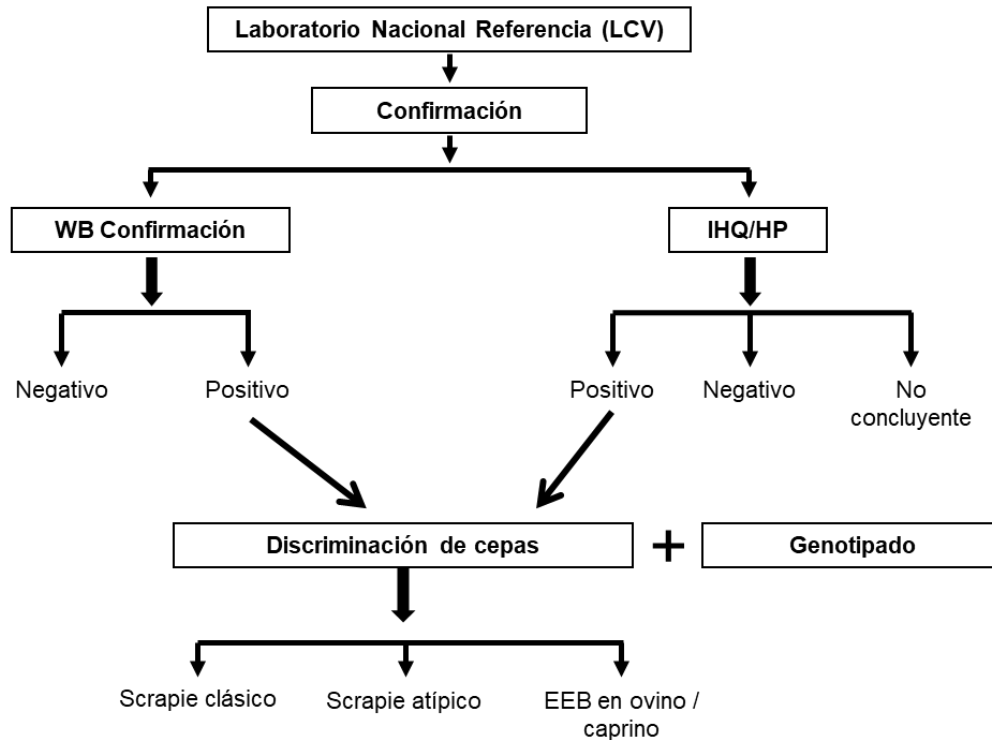 Laboratorio Nacional Referencia (LCV)
Confirmación
WB Confirmación
IHQ/HP
Negativo
Positivo
Positivo
Negativo
No
concluyente
Discriminación de cepas
+
Genotipado
Scrapie clásico
Scrapie atípico
EEB en ovino /
caprino